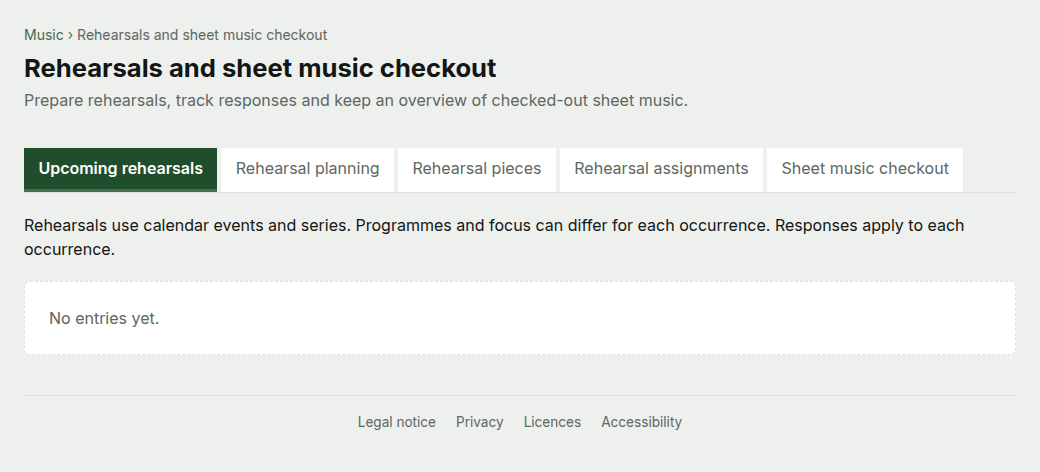 Music › Rehearsals and sheet music checkout
Rehearsals and sheet music checkout
Prepare rehearsals, track responses and keep an overview of checked-out sheet music.
Upcoming rehearsals Rehearsal planning Rehearsal pieces Rehearsal assignments Sheet music checkout
Rehearsals use calendar events and series. Programmes and focus can differ for each occurrence. Responses apply to each
occurrence.
No entries yet.
Legal notice Privacy Licences Accessibility